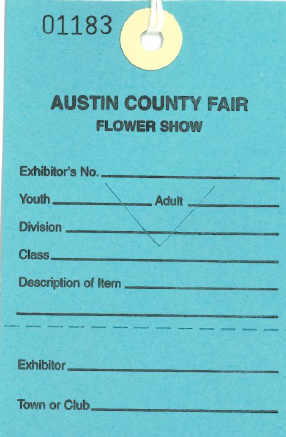 01183
AUSTIN COUNTY FAIR
FLOWER SHOW
Exhibitor's No.
Youth Adult
Division
Class
Description of Item
Exhibitor
Town or Club